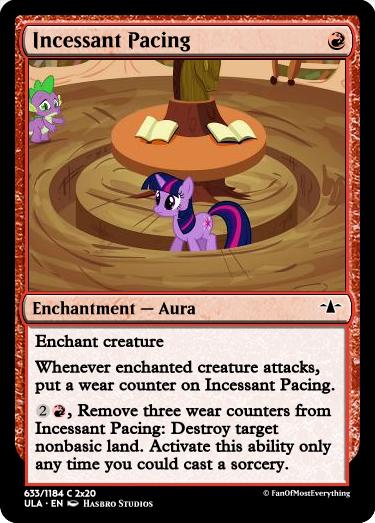 Incessant Pacing
Enchantment — Aura
Enchant creature
Whenever enchanted creature attacks,
put a wear counter on Incessant Pacing.
2 R, Remove three wear counters from
Incessant Pacing: Destroy target
nonbasic land. Activate this ability only
any time you could cast a sorcery.
633/1184 C 2x20
ULA • EN Hasbro Studios
© FanOfMostEverything